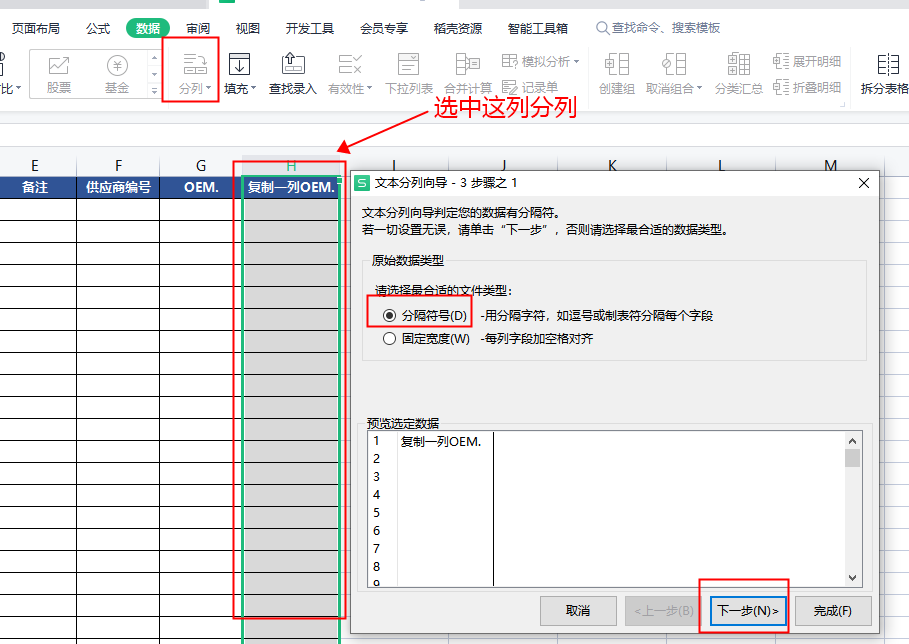 页面布局 公式 数据 审阅 视图 开发工具 会员专享 稻壳资源 智能工具箱 查找命令、搜索模板
模拟分析 展开明细
比 股票 基金 分列 填充 查找录入 有效性 下拉列表 合并计算 记录单 创建组 取消组合 分类汇总 折叠明细 拆分表格
选中这列分列
E F G H I J K L M
备注 供应商编号 OEM. 复制一列OEM.
S 文本分列向导 - 3 步骤之 1
文本分列向导判定您的数据有分隔符。
若一切设置无误，请单击“下一步”，否则请选择最合适的数据类型。
原始数据类型
请选择最合适的文件类型:
分隔符号(D) -用分隔字符，如逗号或制表符分隔每个字段
固定宽度(W) -每列字段加空格对齐
预览选定数据
1 复制一列OEM.
2
3
4
5
6
7
8
9
取消 <上一步(B) 下一步(N)> 完成(F)